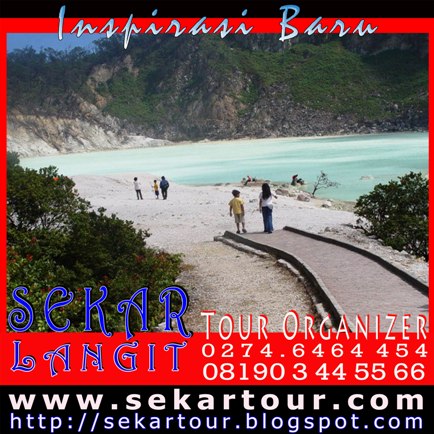 Inspirasi Baru
SEKAR LANGIT
TOUR ORGANIZER
0274.6464 454
08190 3 44 55 66
www.sekartour.com
http://sekartour.blogspot.com